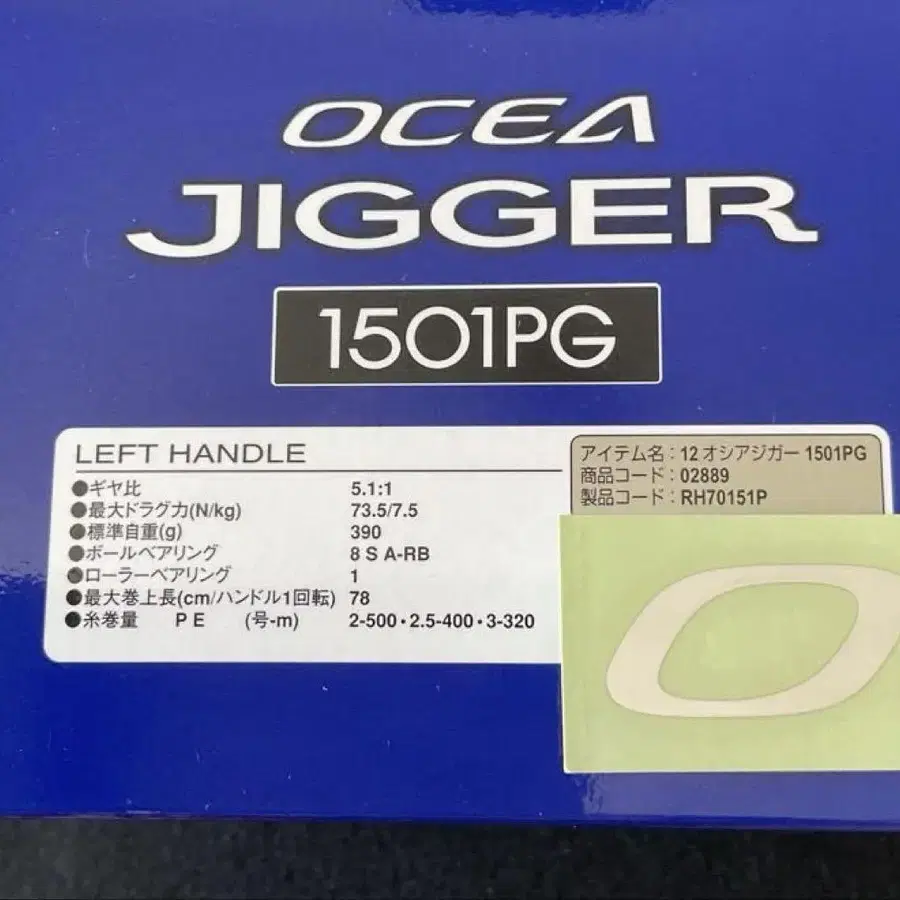 OCEA
JIGGER
1501PG
LEFT HANDLE
●ギヤ比 5.1:1
●最大ドラグ力(N/kg) 73.5/7.5
●標準自重(g) 390
●ボールベアリング 8 S A-RB
●ローラーベアリング 1
●最大巻上長(cm/ハンドル1回転) 78
●糸巻量 PE (号-m) 2-500・2.5-400・3-320
アイテム名：12 オシアジガー 1501PG
商品コード：02889
製品コード：RH70151P